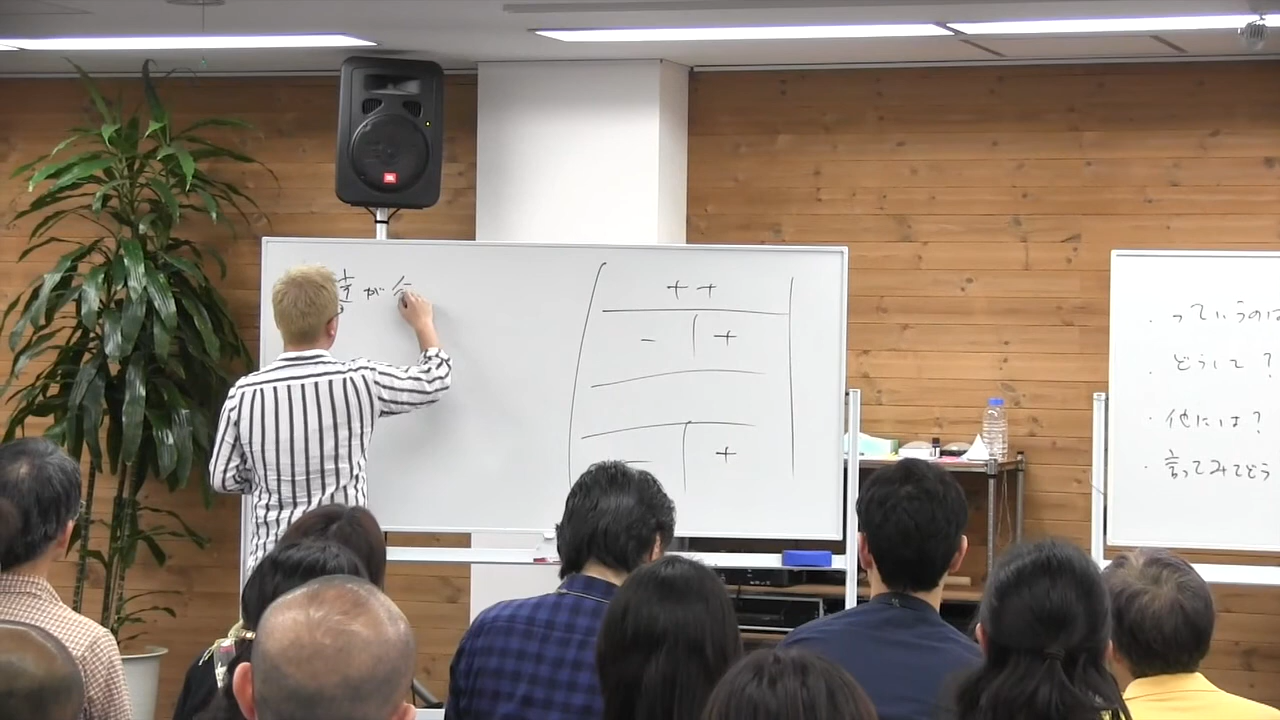 が
+ +
- +
+
・っていうのは
・どうして?
・他には?
・言ってみてどう
JBL